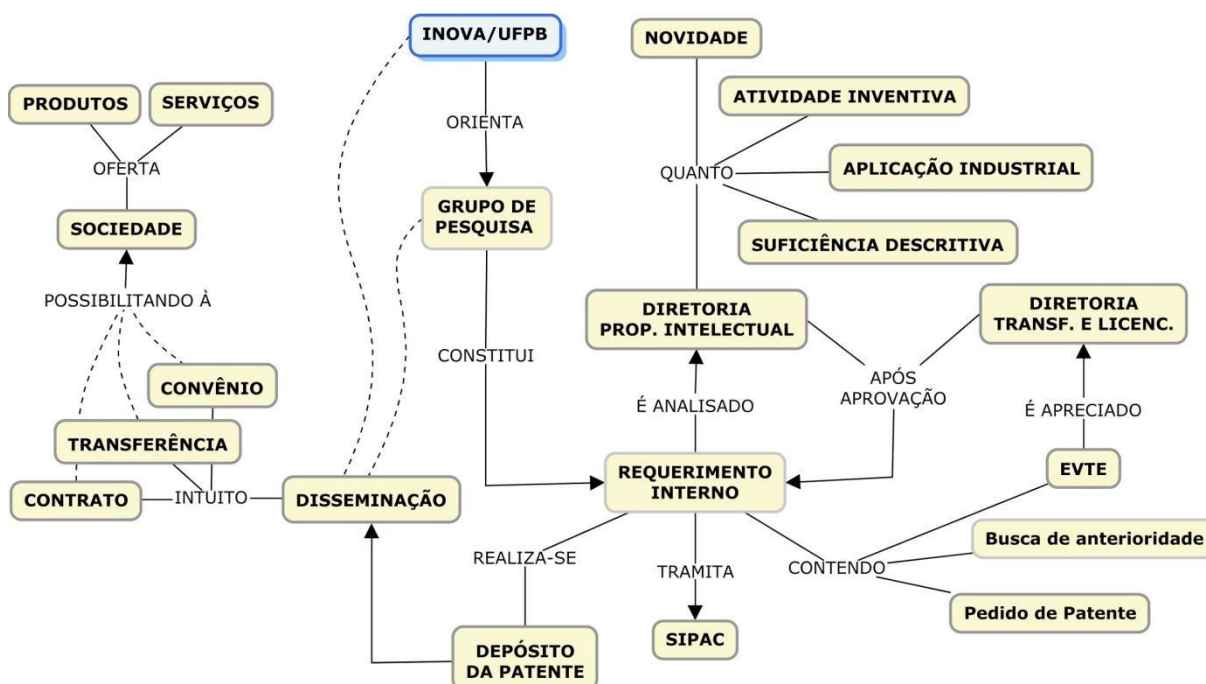 INOVA/UFPB
NOVIDADE
PRODUTOS
SERVIÇOS
ATIVIDADE INVENTIVA
ORIENTA
OFERTA
QUANTO
APLICAÇÃO INDUSTRIAL
GRUPO DE
PESQUISA
SOCIEDADE
SUFICIÊNCIA DESCRITIVA
POSSIBILITANDO À
DIRETORIA
PROP. INTELECTUAL
DIRETORIA
TRANSF. E LICENC.
CONSTITUI
CONVÊNIO
APÓS
APROVAÇÃO
É ANALISADO
É APRECIADO
TRANSFERÊNCIA
REQUERIMENTO
INTERNO
EVTE
CONTRATO
INTUITO
DISSEMINAÇÃO
Busca de anterioridade
REALIZA-SE
TRAMITA
CONTENDO
Pedido de Patente
SIPAC
DEPÓSITO
DA PATENTE